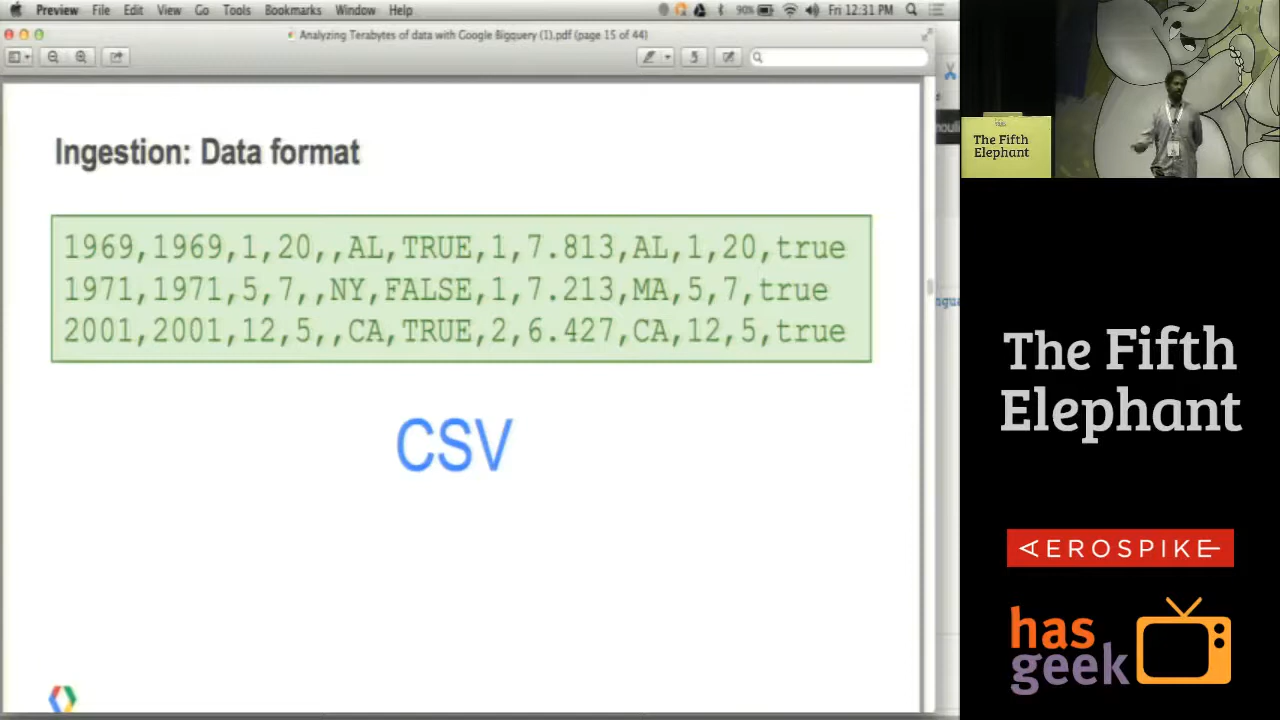 Preview File Edit View Go Tools Bookmarks Window Help
90%
Fri 12:31 PM
Analyzing Terabytes of data with Google Bigquery (1).pdf (page 15 of 44)
Ingestion: Data format
1969,1969,1,20,,AL,TRUE,1,7.813,AL,1,20,true
1971,1971,5,7,,NY,FALSE,1,7.213,MA,5,7,true
2001,2001,12,5,,CA,TRUE,2,6.427,CA,12,5,true
CSV
The Fifth
Elephant
The Fifth
Elephant
AEROSPIKE
has
geek